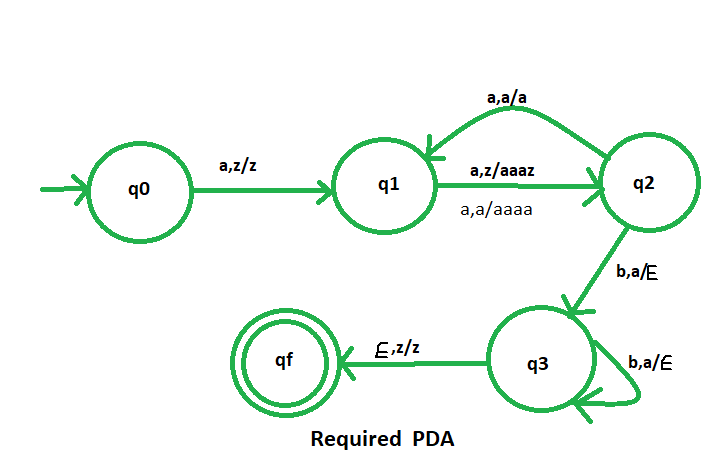 a,a/a
a,z/z
a,z/aaaz
q0
q1
q2
a,a/aaaa
b,a/E
E,z/z
b,a/E
qf
q3
Required PDA